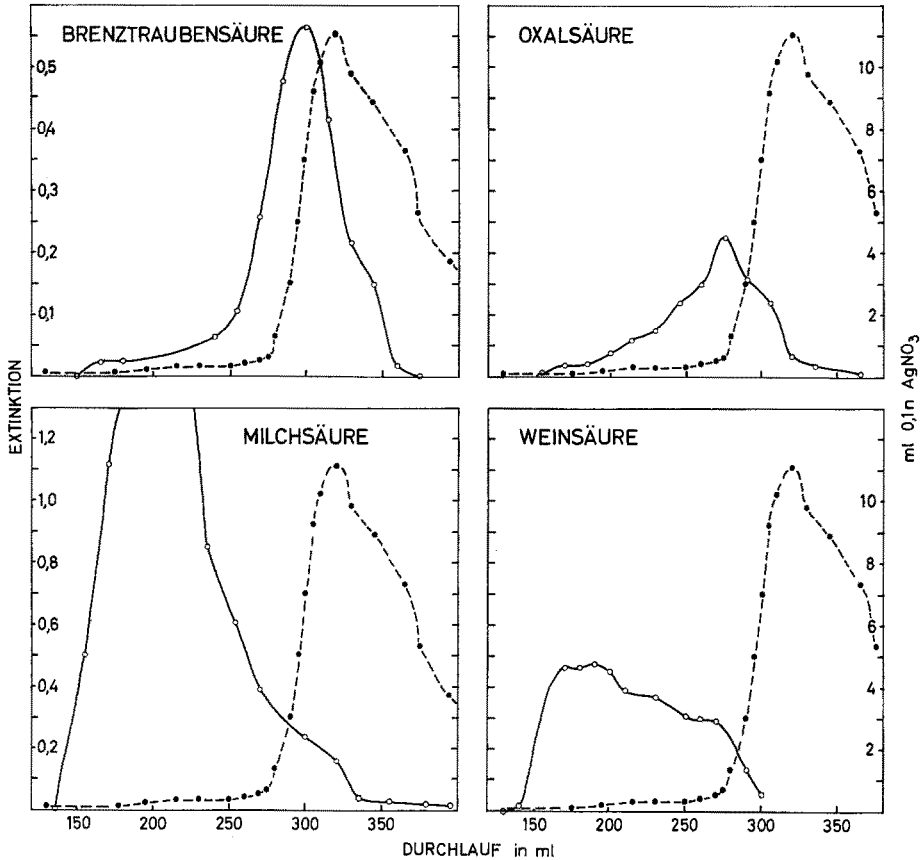 BRENZTRAUBENSÄURE
OXALSÄURE
0,5
0,4
0,3
0,2
0,1
10
8
6
4
2
EXTINKTION
ml 0,1n AgNO₃
MILCHSÄURE
WEINSÄURE
1,2
1,0
0,8
0,6
0,4
0,2
10
8
6
4
2
150 200 250 300 350
150 200 250 300 350
DURCHLAUF in ml